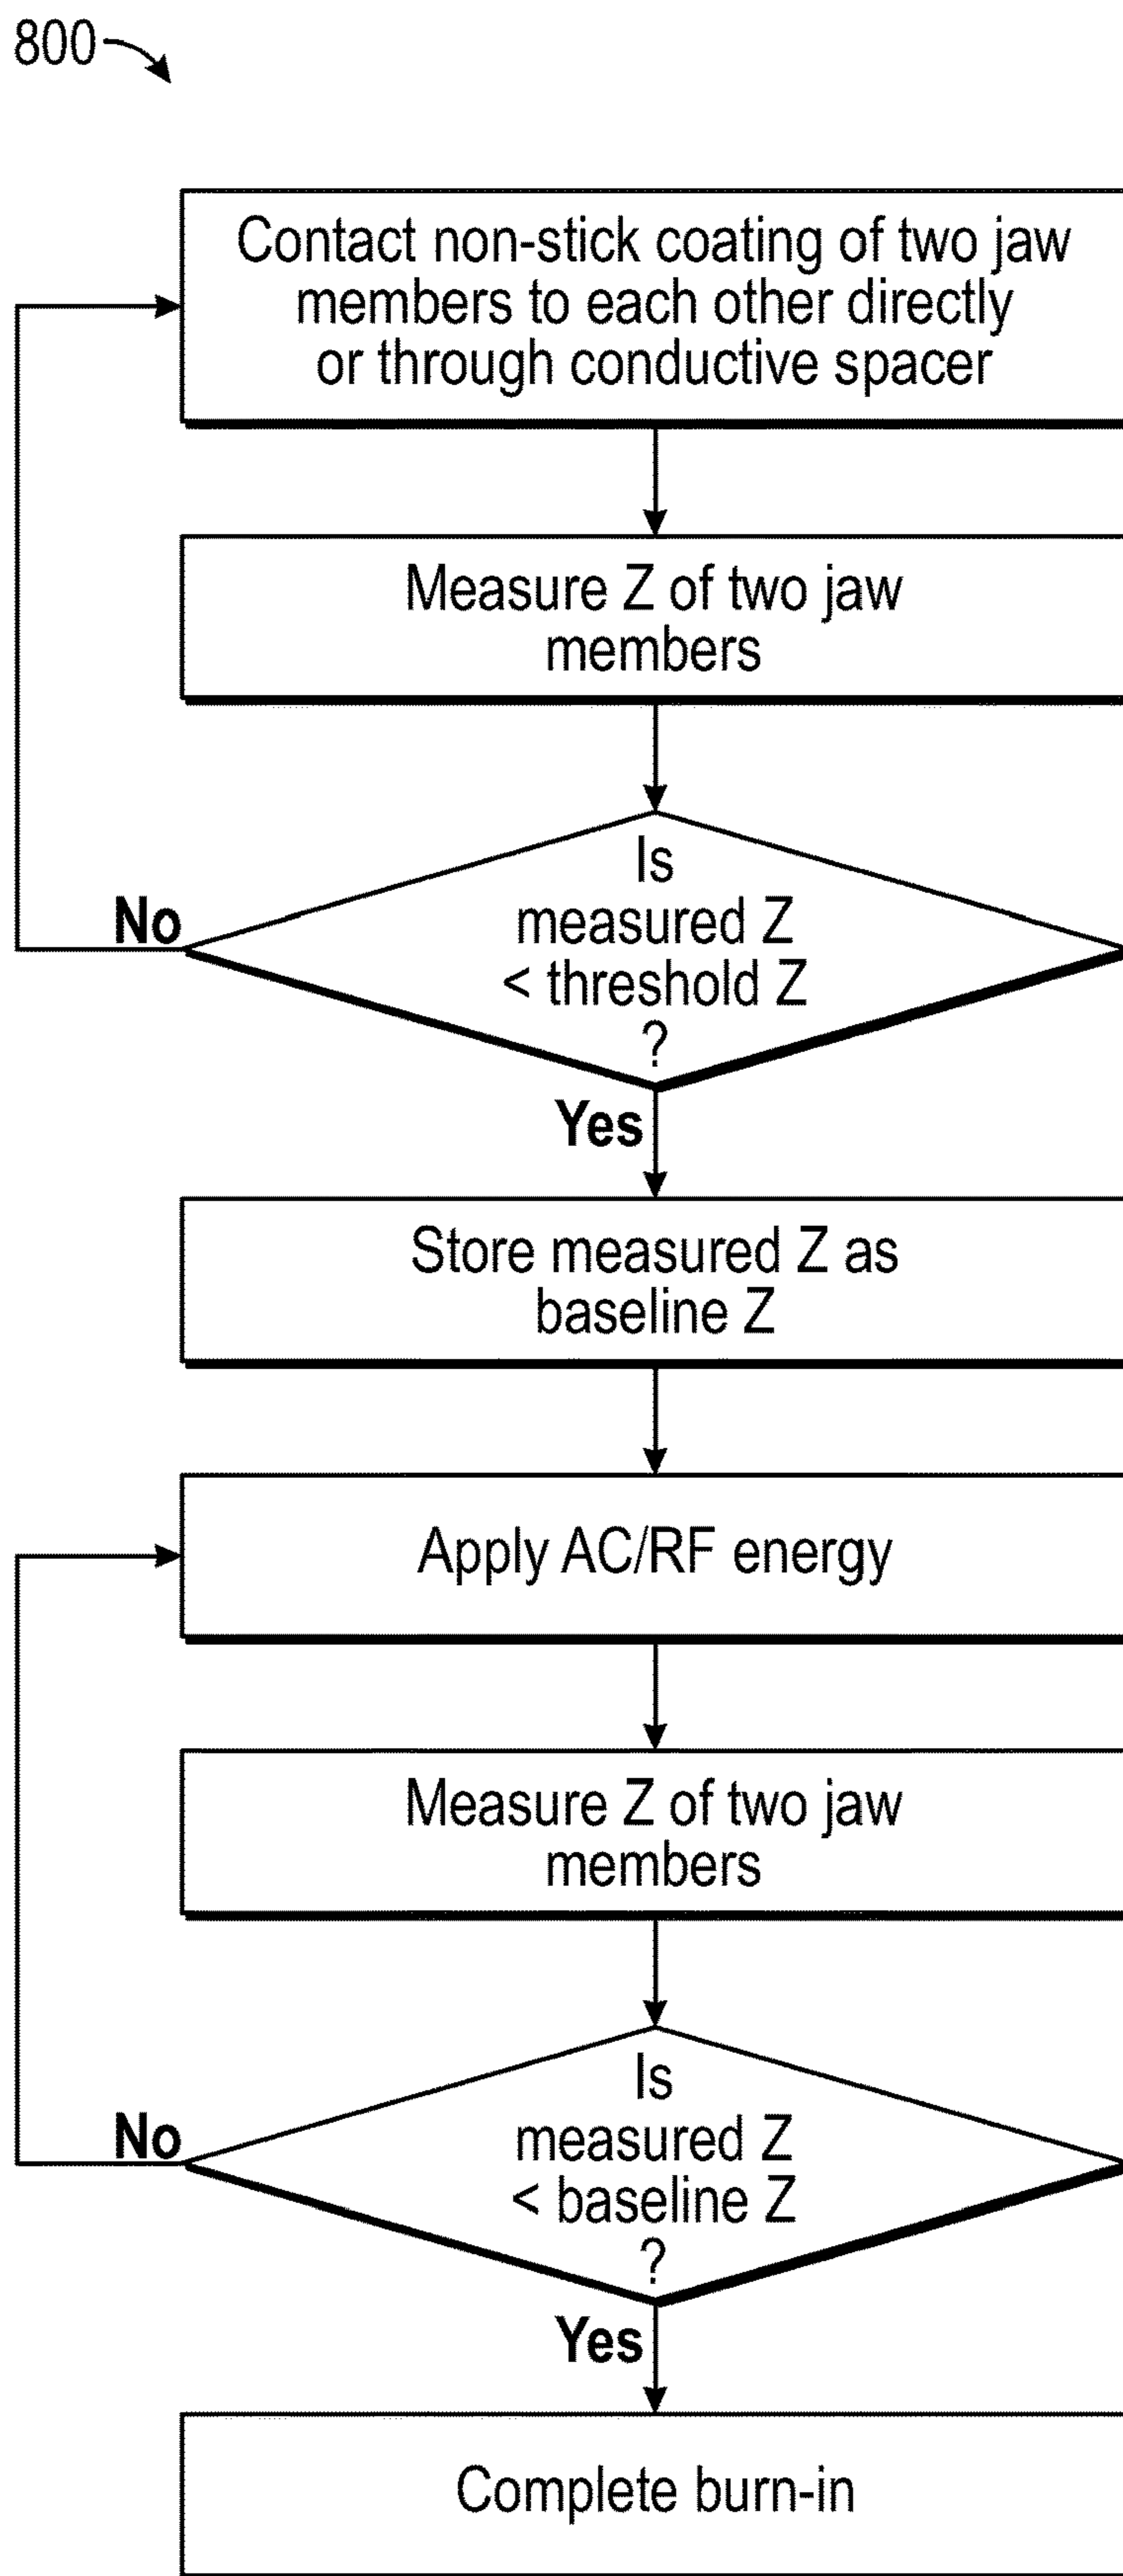 800
Contact non-stick coating of two jaw
members to each other directly
or through conductive spacer
Measure Z of two jaw
members
Is
measured Z
< threshold Z
?
No
Yes
Store measured Z as
baseline Z
Apply AC/RF energy
Measure Z of two jaw
members
Is
measured Z
< baseline Z
?
No
Yes
Complete burn-in